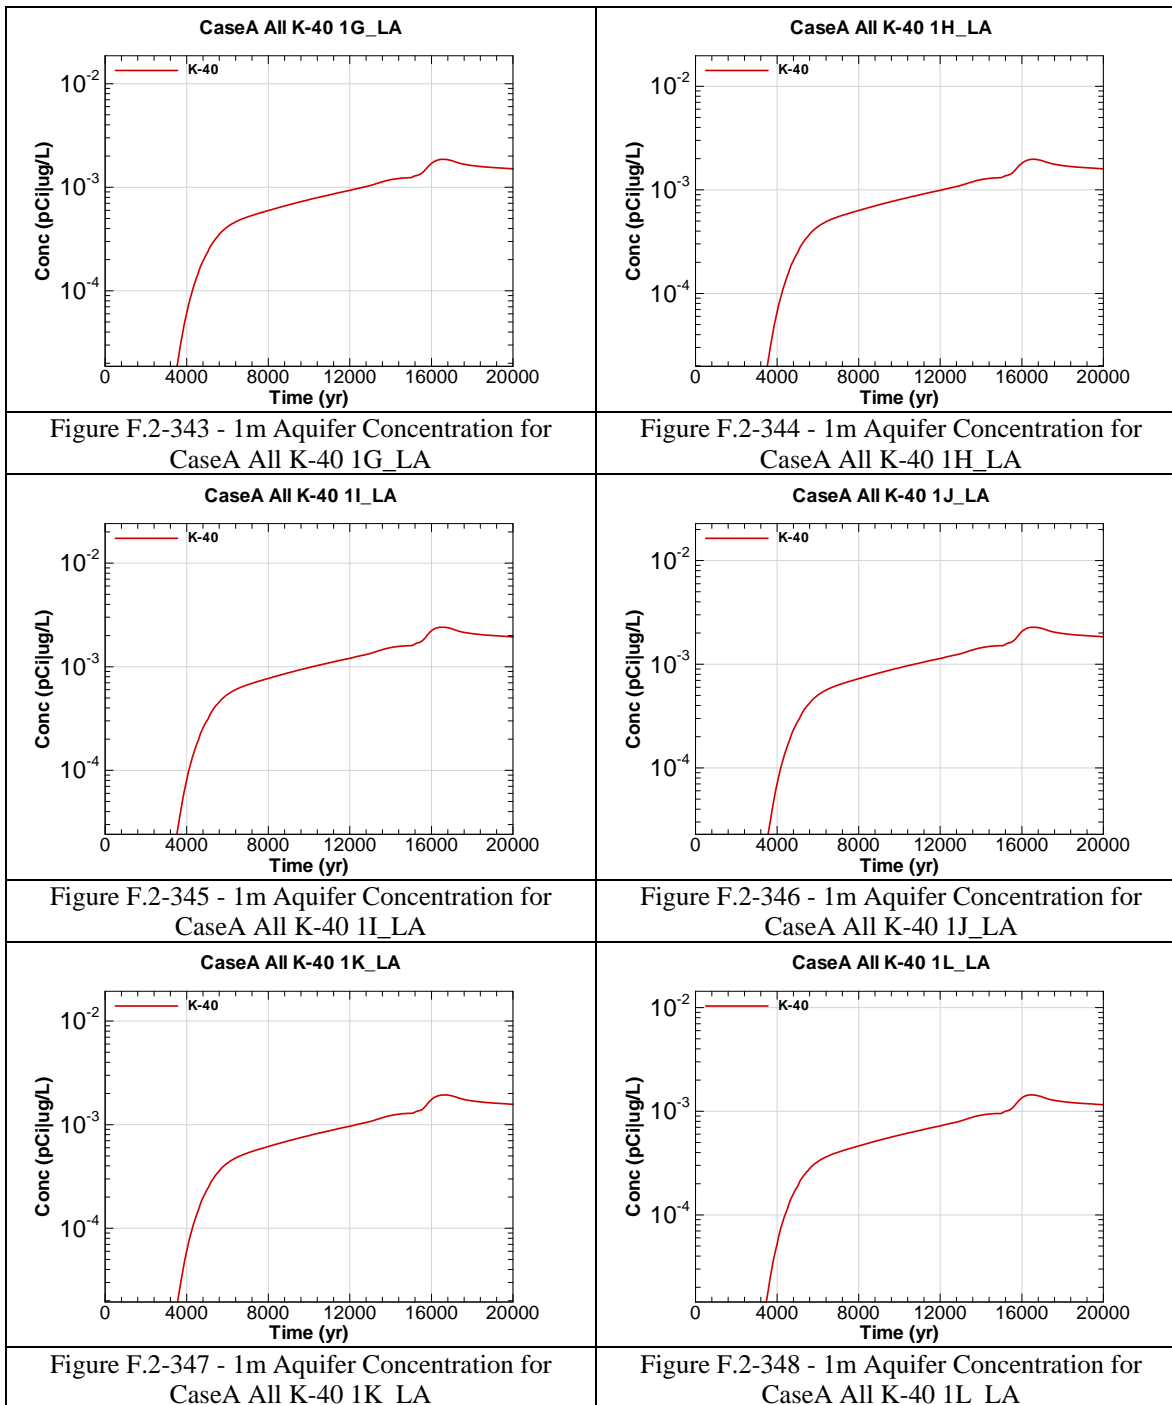 CaseA All K-40 1G_LA
K-40
10-2
10-3
10-4
Conc (pCi|ug/L)
0 4000 8000 12000 16000 20000
Time (yr)
Figure F.2-343 - 1m Aquifer Concentration for
CaseA All K-40 1G_LA
CaseA All K-40 1H_LA
K-40
10-2
10-3
10-4
Conc (pCi|ug/L)
0 4000 8000 12000 16000 20000
Time (yr)
Figure F.2-344 - 1m Aquifer Concentration for
CaseA All K-40 1H_LA
CaseA All K-40 1I_LA
K-40
10-2
10-3
10-4
Conc (pCi|ug/L)
0 4000 8000 12000 16000 20000
Time (yr)
Figure F.2-345 - 1m Aquifer Concentration for
CaseA All K-40 1I_LA
CaseA All K-40 1J_LA
K-40
10-2
10-3
10-4
Conc (pCi|ug/L)
0 4000 8000 12000 16000 20000
Time (yr)
Figure F.2-346 - 1m Aquifer Concentration for
CaseA All K-40 1J_LA
CaseA All K-40 1K_LA
K-40
10-2
10-3
10-4
Conc (pCi|ug/L)
0 4000 8000 12000 16000 20000
Time (yr)
Figure F.2-347 - 1m Aquifer Concentration for
CaseA All K-40 1K_LA
CaseA All K-40 1L_LA
K-40
10-2
10-3
10-4
Conc (pCi|ug/L)
0 4000 8000 12000 16000 20000
Time (yr)
Figure F.2-348 - 1m Aquifer Concentration for
CaseA All K-40 1L_LA